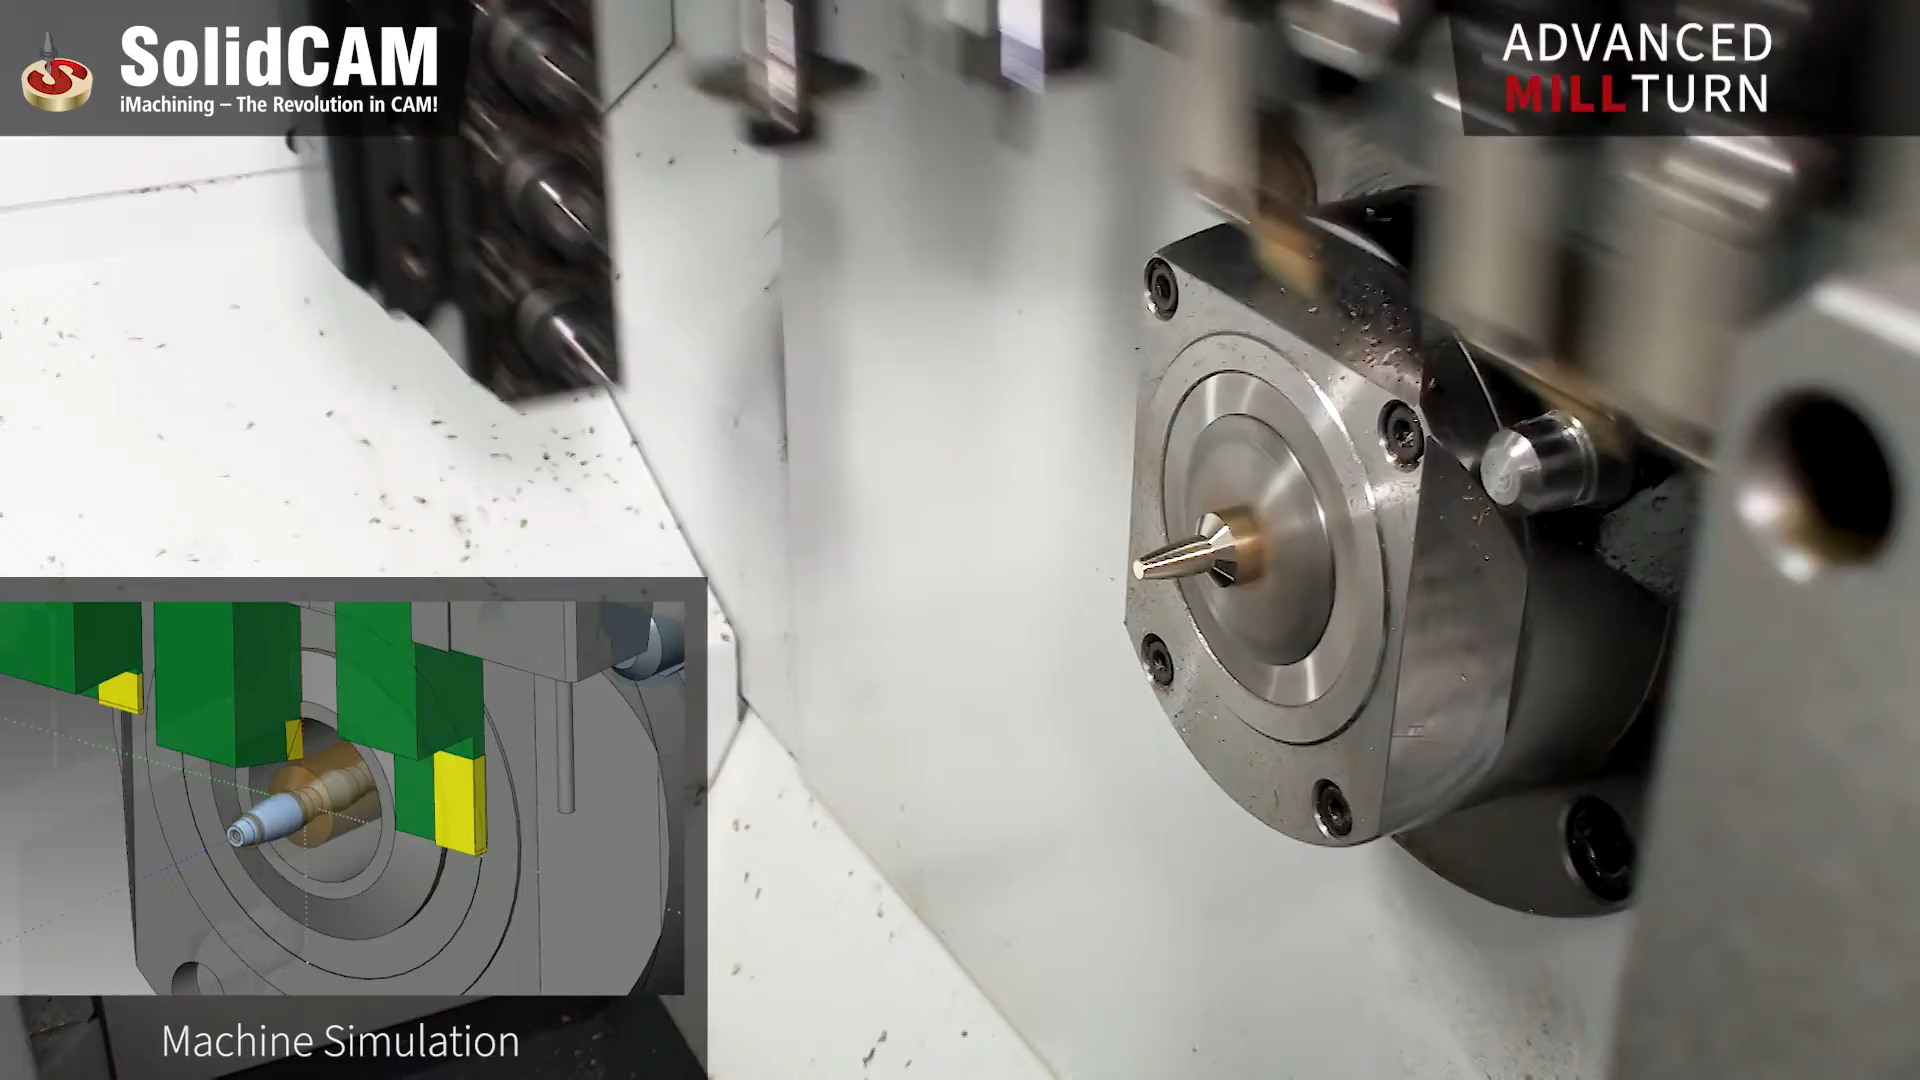 SolidCAM
iMachining – The Revolution in CAM!
ADVANCED
MILLTURN
Machine Simulation